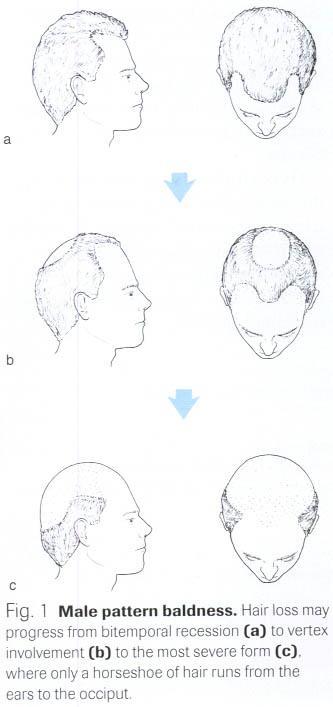 a
b
c
Fig. 1 Male pattern baldness. Hair loss may
progress from bitemporal recession (a) to vertex
involvement (b) to the most severe form (c),
where only a horseshoe of hair runs from the
ears to the occiput.